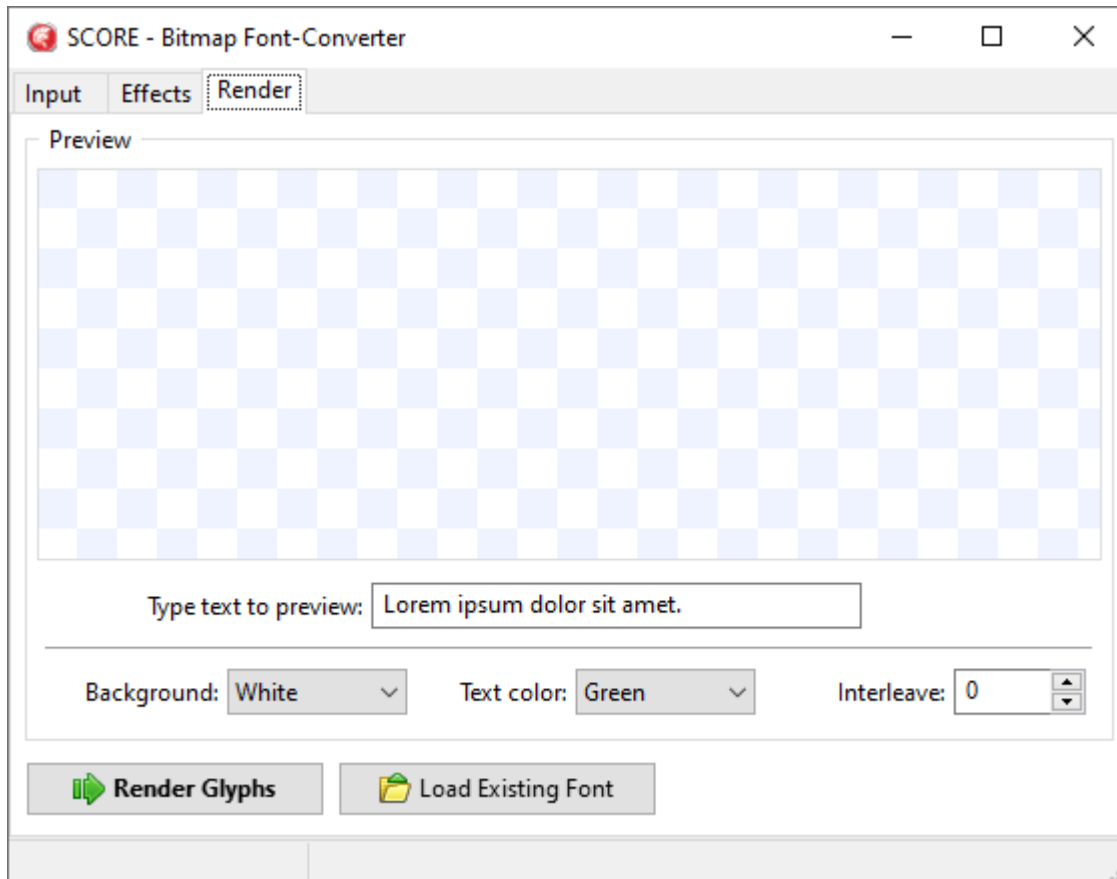 SCORE - Bitmap Font-Converter
Input Effects Render
Preview
Type text to preview: Lorem ipsum dolor sit amet.
Background: White Text color: Green Interleave: 0
Render Glyphs Load Existing Font